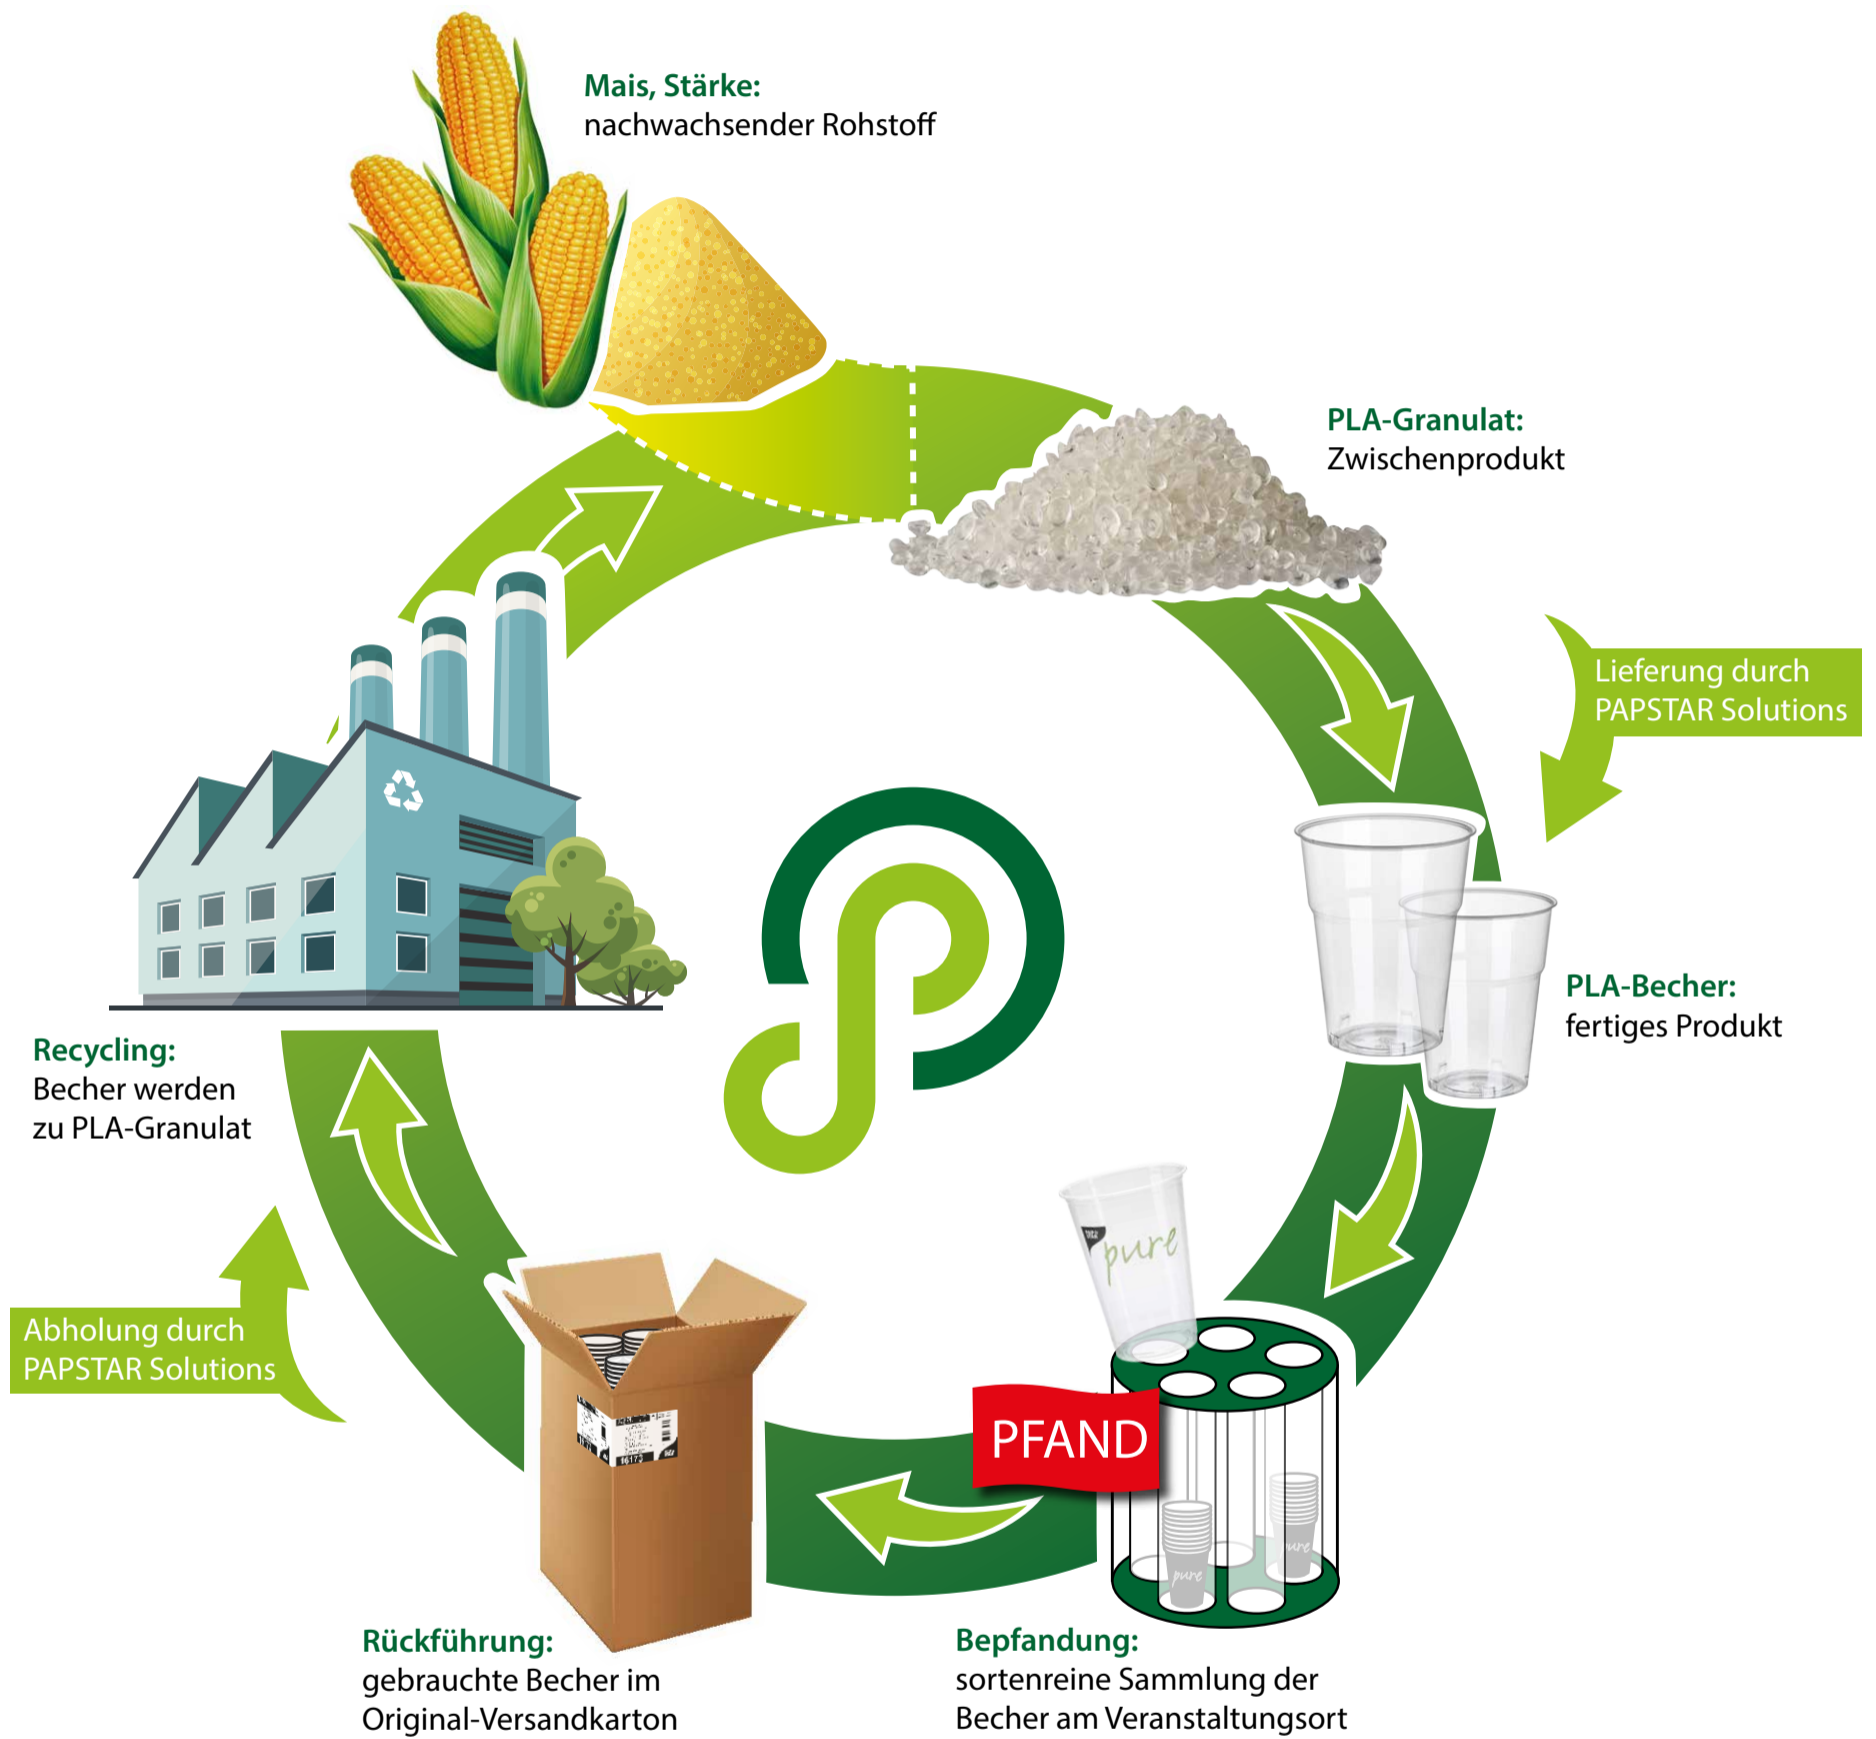 Mais, Stärke:
nachwachsender Rohstoff
PLA-Granulat:
Zwischenprodukt
Lieferung durch
PAPSTAR Solutions
PLA-Becher:
fertiges Produkt
Recycling:
Becher werden
zu PLA-Granulat
pure
Abholung durch
PAPSTAR Solutions
PFAND
pure
pure
Rückführung:
gebrauchte Becher im
Original-Versandkarton
Bepfandung:
sortenreine Sammlung der
Becher am Veranstaltungsort